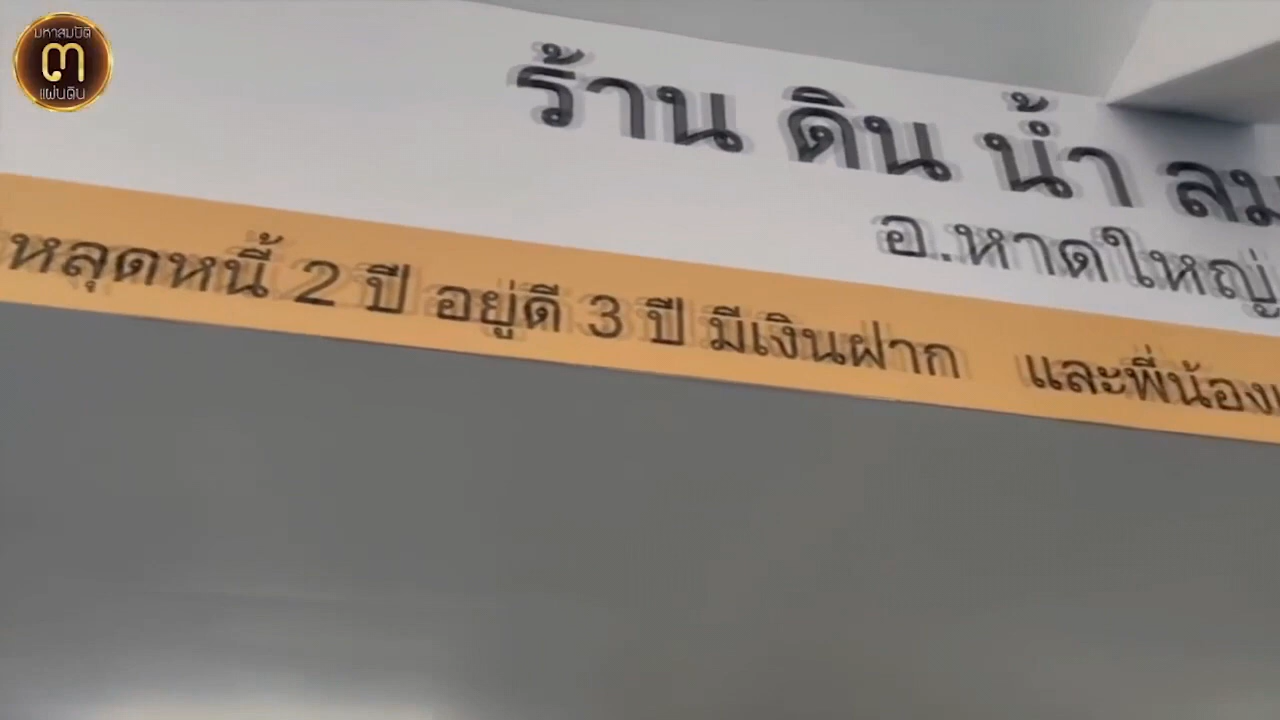 มหาสมบัติ
๓
แผ่นดิน
ร้าน ดิน น้ำ ลม
อ.หาดใหญ่
หลุดหนี้ 2 ปี อยู่ดี 3 ปี มีเงินฝาก และพี่น้อง